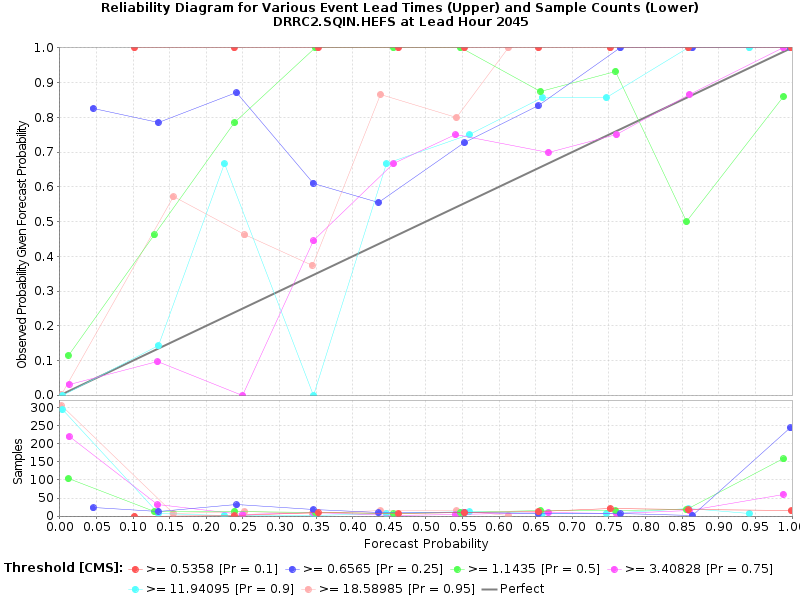 Reliability Diagram for Various Event Lead Times (Upper) and Sample Counts (Lower)
DRRC2.SQIN.HEFS at Lead Hour 2045
Observed Probability Given Forecast Probability
1.0
0.9
0.8
0.7
0.6
0.5
0.4
0.3
0.2
0.1
0.0
Samples
300
250
200
150
100
50
0
0.00 0.05 0.10 0.15 0.20 0.25 0.30 0.35 0.40 0.45 0.50 0.55 0.60 0.65 0.70 0.75 0.80 0.85 0.90 0.95 1.0
Forecast Probability
Threshold [CMS]: >= 0.5358 [Pr = 0.1] >= 0.6565 [Pr = 0.25] >= 1.1435 [Pr = 0.5] >= 3.40828 [Pr = 0.75]
>= 11.94095 [Pr = 0.9] >= 18.58985 [Pr = 0.95] Perfect